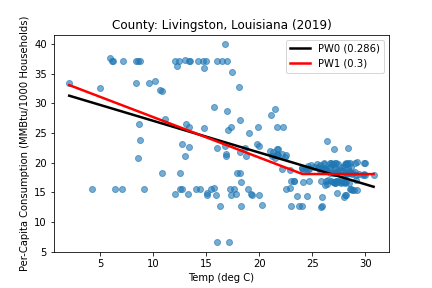 County: Livingston, Louisiana (2019)
Per-Capita Consumption (MMBtu/1000 Households)
40
35
30
25
20
15
10
5
PW0 (0.286)
PW1 (0.3)
5 10 15 20 25 30
Temp (deg C)